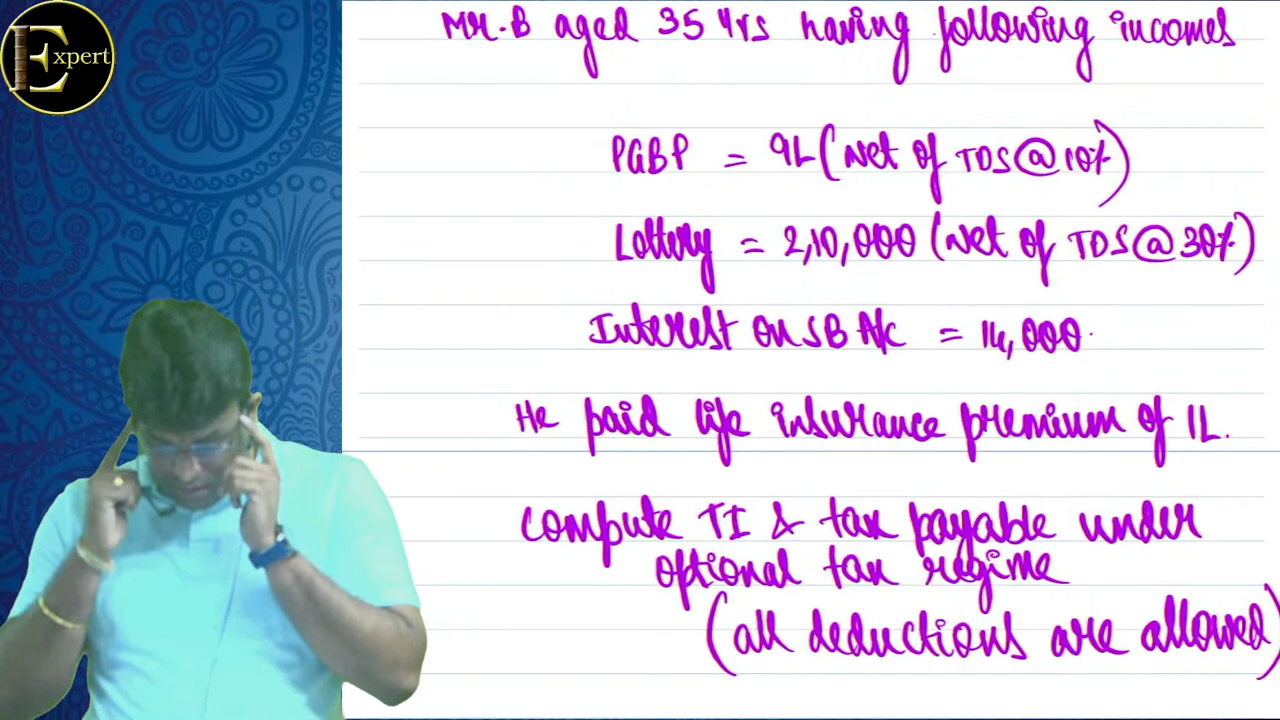 Expert
Mr. B aged 35 Yrs having following incomes
PGBP = 9L (Net of TDS @ 10%)
Lottery = 2,10,000 (Net of TDS @ 30%)
Interest on SB A/c = 14,000
He paid life insurance premium of 1L.
compute TI & tax payable under
optional tax regime
(all deductions are allowed)